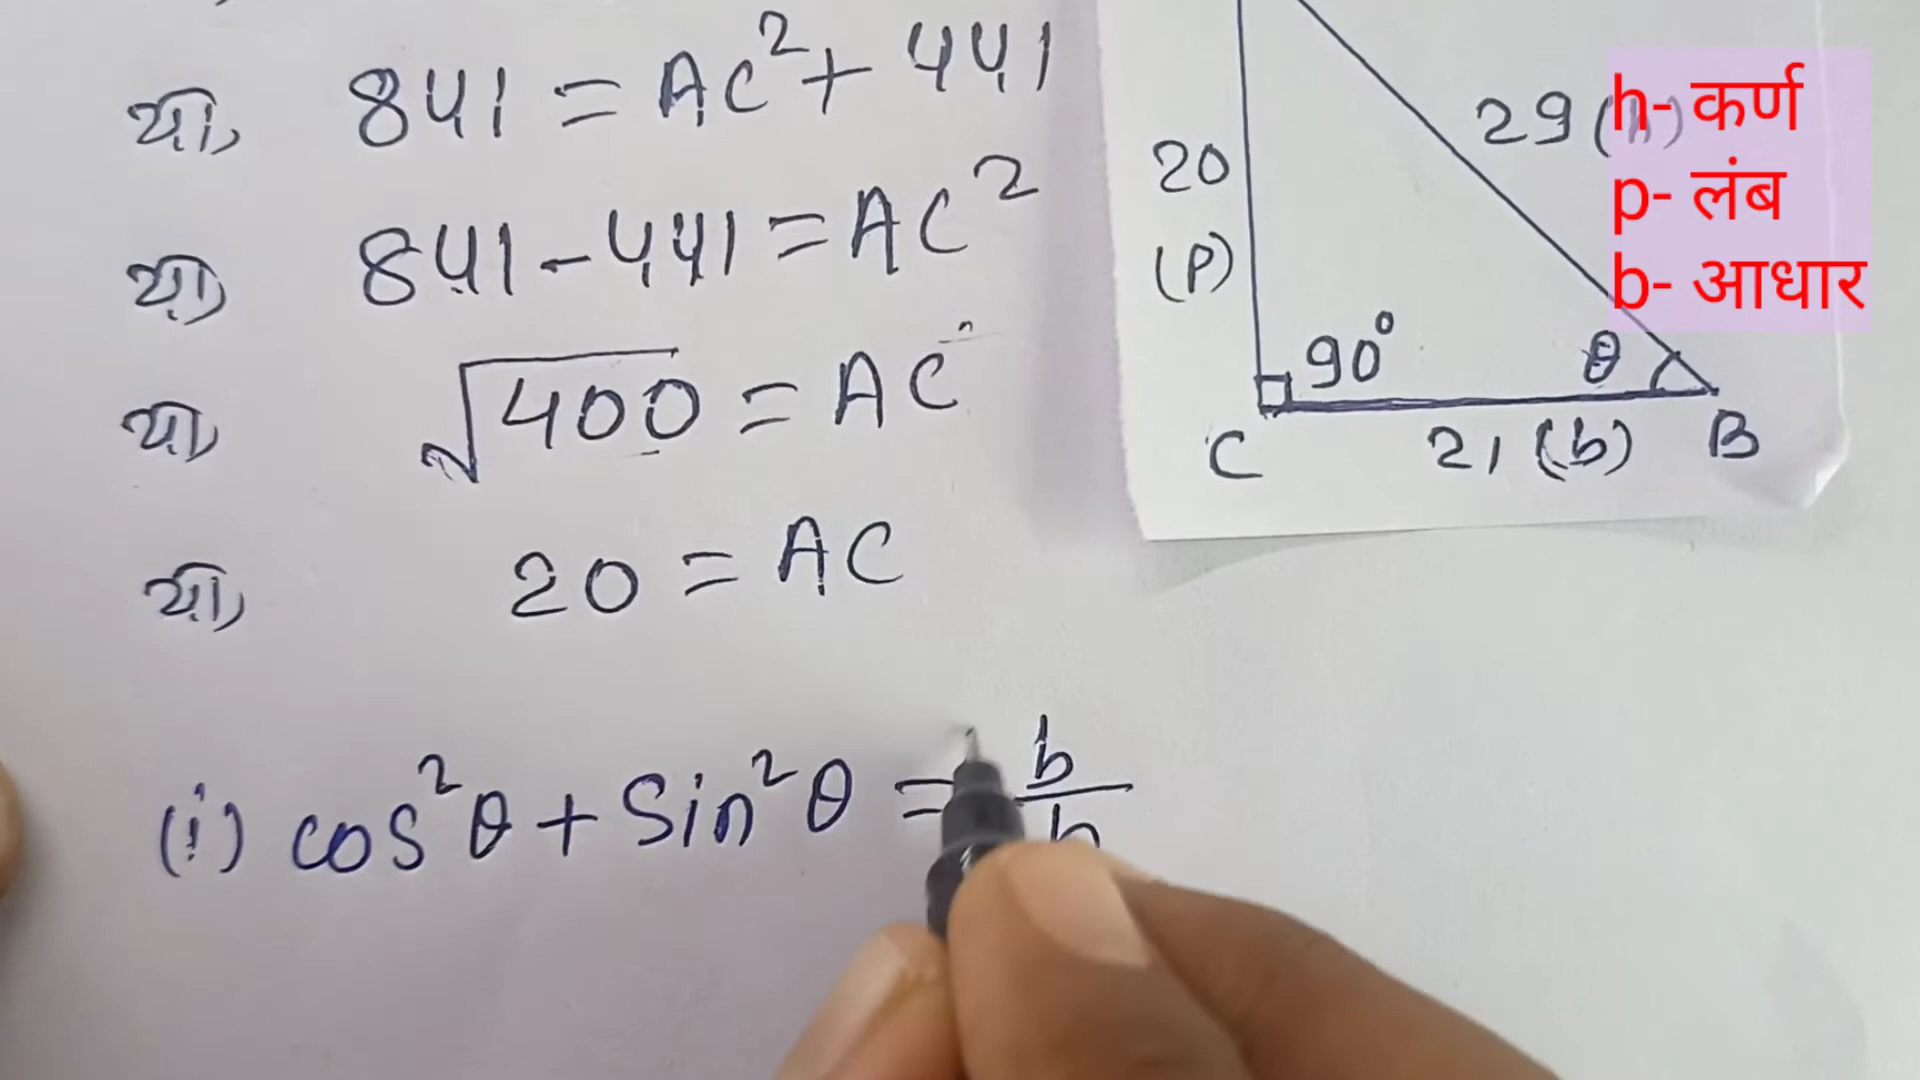 या, 841 = AC² + 441
या, 841 - 441 = AC²
या, √400 = AC
या, 20 = AC
(i) cos²θ + Sin²θ = b/h
20
(P)
29 (h)
90°
θ
C
21 (b)
B
h- कर्ण
p- लंब
b- आधार